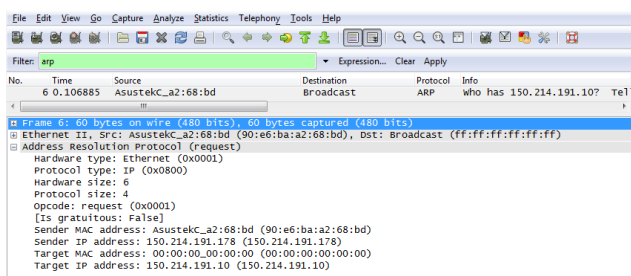 File Edit View Go Capture Analyze Statistics Telephony Tools Help
Filter: arp Expression... Clear Apply
No. Time Source Destination Protocol Info
6 0.106885 AsustekC_a2:68:bd Broadcast ARP Who has 150.214.191.10? Tell
Frame 6: 60 bytes on wire (480 bits), 60 bytes captured (480 bits)
Ethernet II, Src: AsustekC_a2:68:bd (90:e6:ba:a2:68:bd), Dst: Broadcast (ff:ff:ff:ff:ff:ff)
Address Resolution Protocol (request)
Hardware type: Ethernet (0x0001)
Protocol type: IP (0x0800)
Hardware size: 6
Protocol size: 4
Opcode: request (0x0001)
[Is gratuitous: False]
Sender MAC address: AsustekC_a2:68:bd (90:e6:ba:a2:68:bd)
Sender IP address: 150.214.191.178 (150.214.191.178)
Target MAC address: 00:00:00_00:00:00 (00:00:00:00:00:00)
Target IP address: 150.214.191.10 (150.214.191.10)